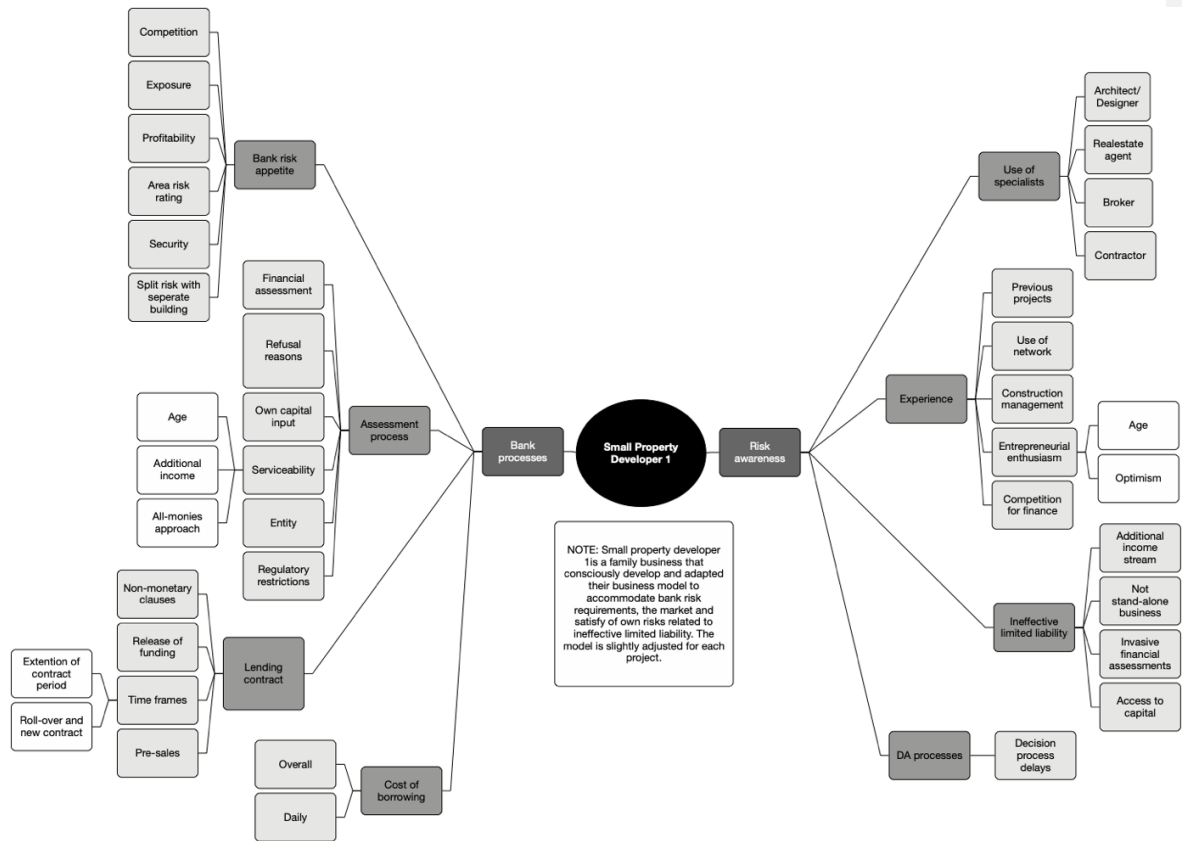 Competition
Exposure
Profitability
Area risk
rating
Security
Split risk with
seperate building
Bank risk
appetite
Financial
assessment
Refusal
reasons
Own capital
input
Serviceability
Entity
Regulatory
restrictions
Assessment
process
Age
Additional
income
All-monies
approach
Non-monetary
clauses
Release of
funding
Time frames
Pre-sales
Lending
contract
Extention of
contract
period
Roll-over and
new contract
Overall
Daily
Cost of
borrowing
Bank
processes
Small Property
Developer 1
Risk
awareness
NOTE: Small property developer
1is a family business that
consciously develop and adapted
their business model to
accommodate bank risk
requirements, the market and
satisfy of own risks related to
ineffective limited liability. The
model is slightly adjusted for each
project.
Use of
specialists
Architect/
Designer
Realestate
agent
Broker
Contractor
Experience
Previous
projects
Use of
network
Construction
management
Entrepreneurial
enthusiasm
Competition
for finance
Age
Optimism
Ineffective
limited liability
Additional
income
stream
Not
stand-alone
business
Invasive
financial
assessments
Access to
capital
DA processes
Decision
process
delays